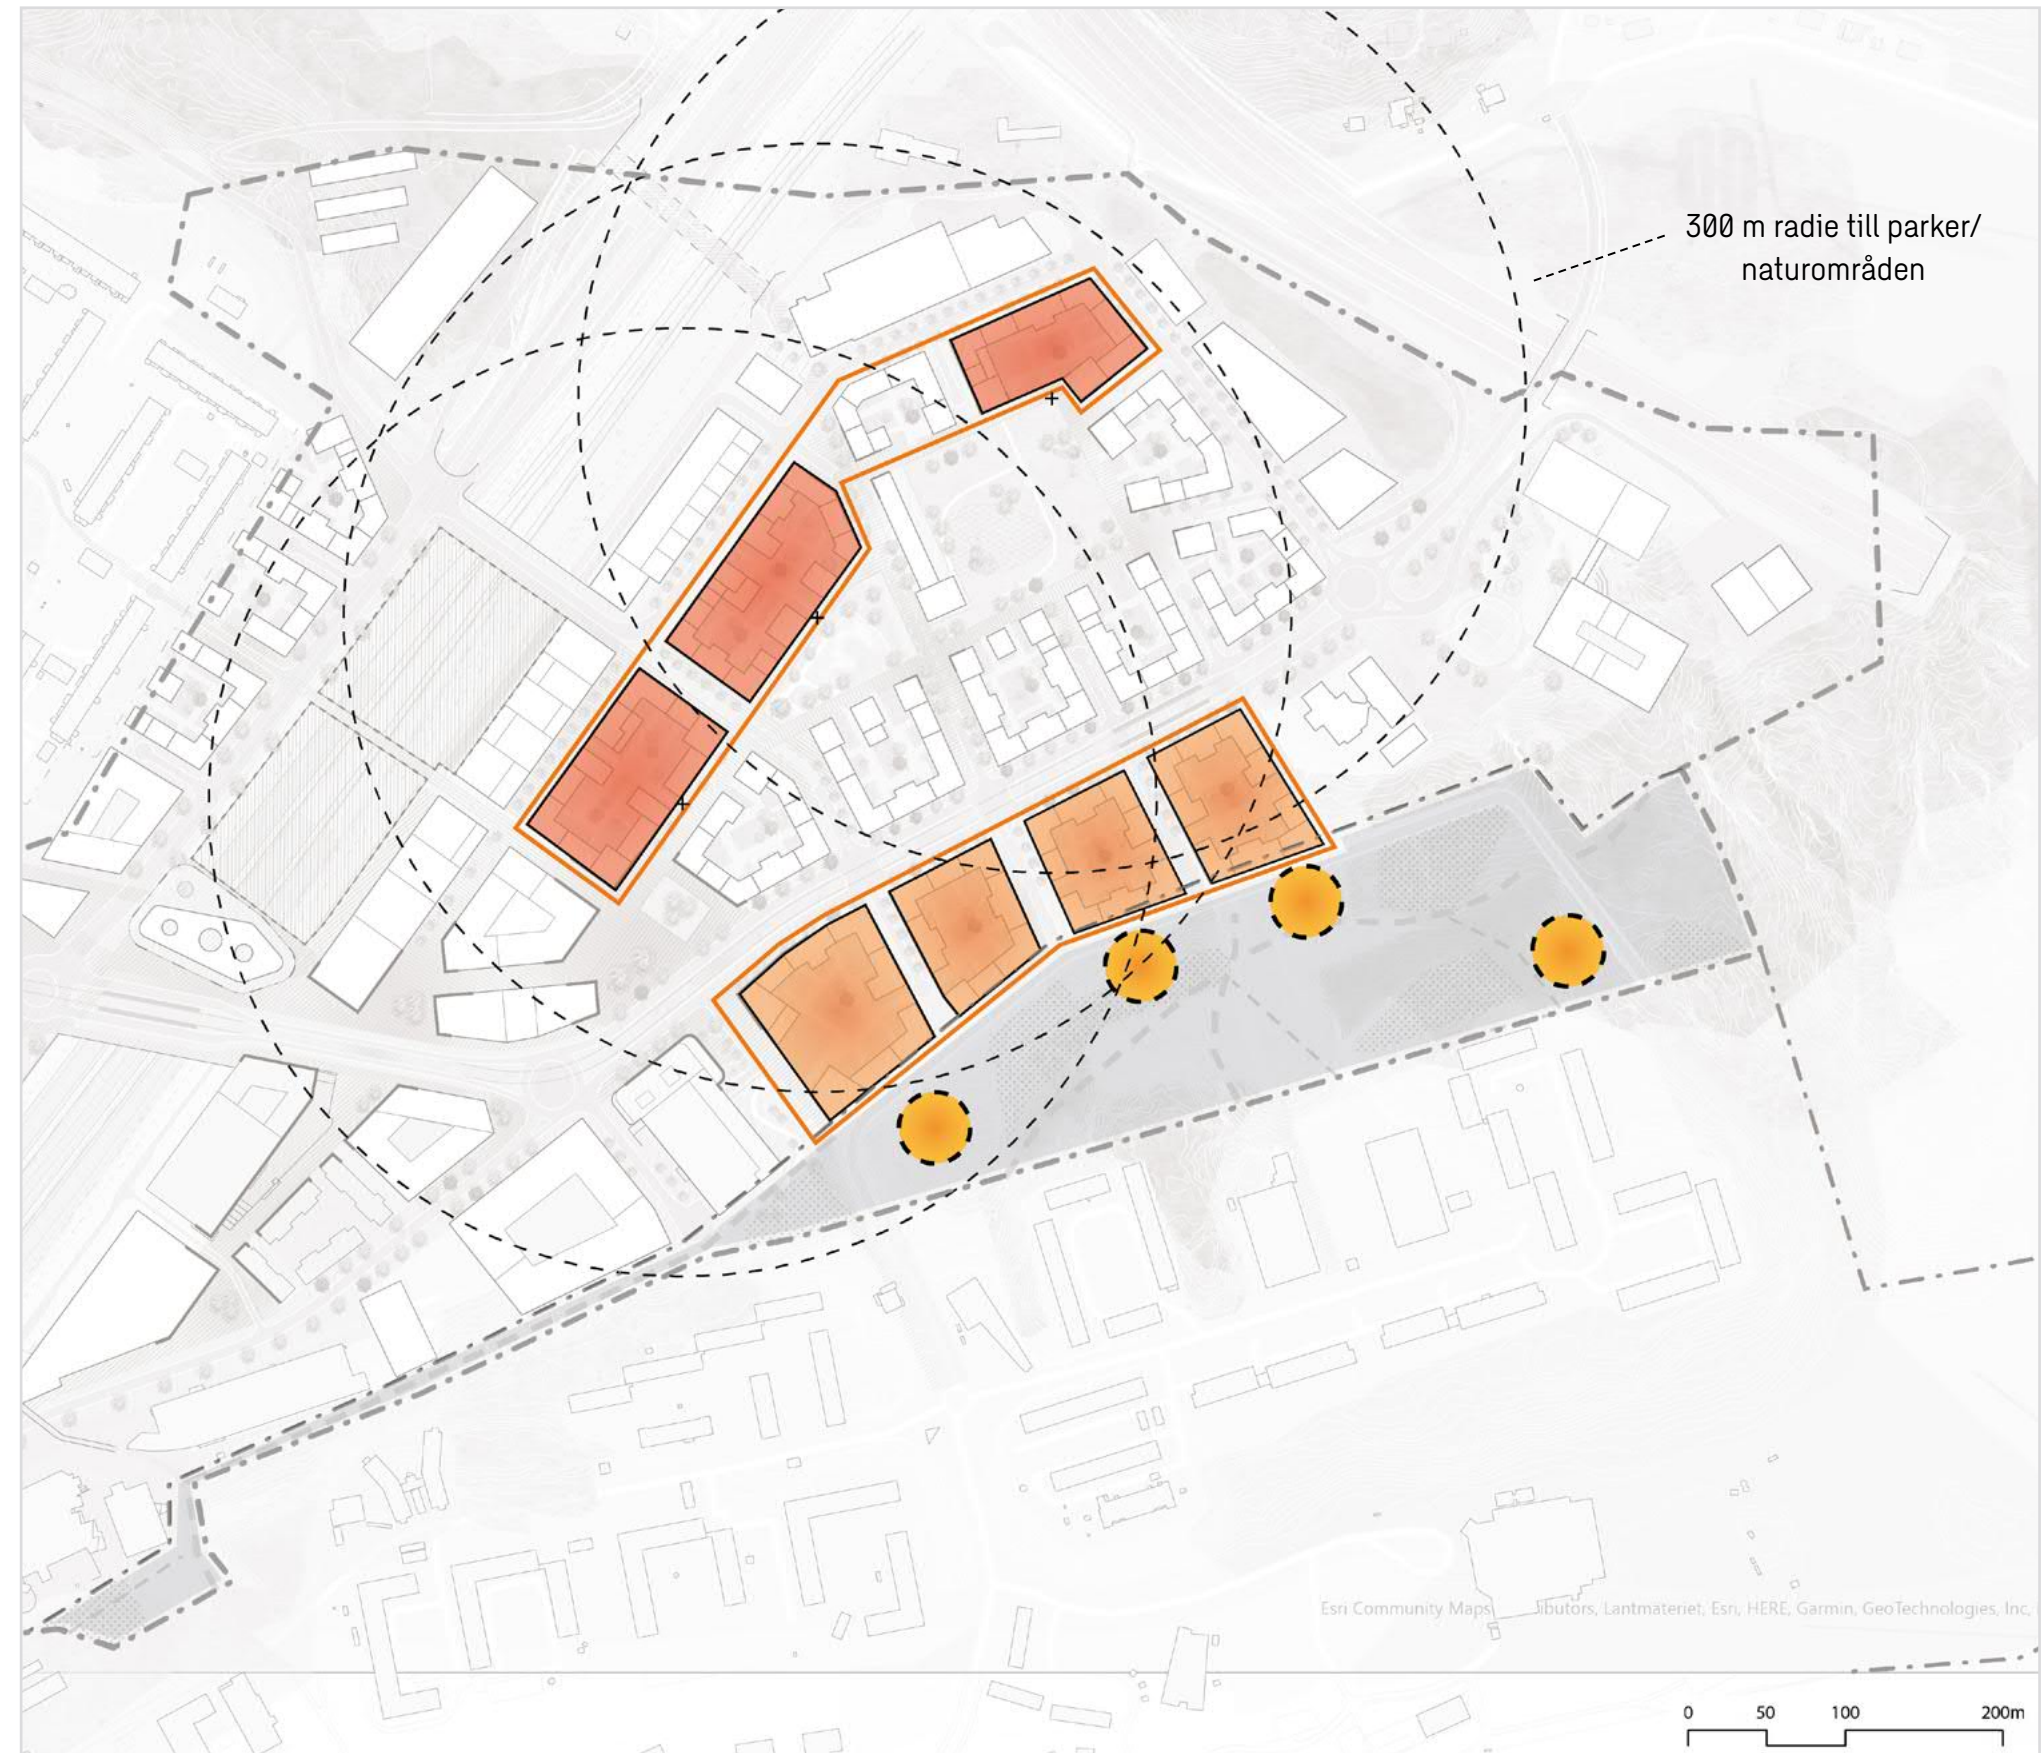 300 m radie till parker/
naturområden
Esri Community Maps ibutors, Lantmäteriet, Esri, HERE, Garmin, GeoTechnologies, Inc,
0 50 100 200m